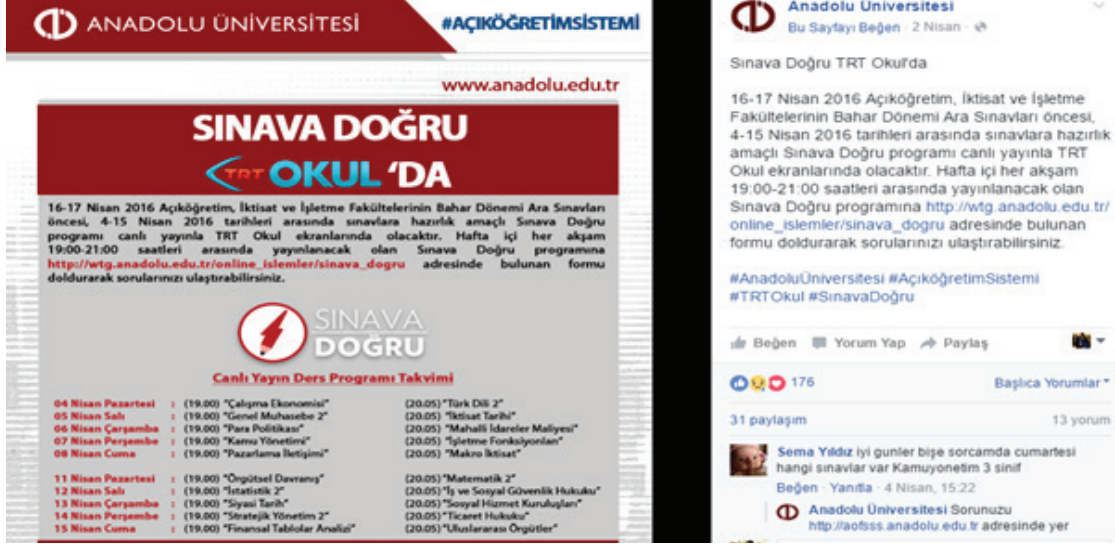 ANADOLU ÜNİVERSİTESİ
#AÇIKÖĞRETİMSİSTEMİ
www.anadolu.edu.tr
SINAVA DOĞRU
TRT OKUL 'DA
16-17 Nisan 2016 Açıköğretim, İktisat ve İşletme Fakültelerinin Bahar Dönemi Ara Sınavları
öncesi, 4-15 Nisan 2016 tarihleri arasında sınavlara hazırlık amaçlı Sınava Doğru
programı canlı yayınla TRT Okul ekranlarında olacaktır. Hafta içi her akşam
19:00-21:00 saatleri arasında yayınlanacak olan Sınava Doğru programına
http://wtg.anadolu.edu.tr/online_islemler/sinava_dogru adresinde bulunan formu
doldurarak sorularınızı ulaştırabilirsiniz.
SINAVA
DOĞRU
Canlı Yayın Ders Programı Takvimi
04 Nisan Pazartesi : (19.00) "Çalışma Ekonomisi" (20.05) "Türk Dili 2"
05 Nisan Salı : (19.00) "Genel Muhasebe 2" (20.05) "İktisat Tarihi"
06 Nisan Çarşamba : (19.00) "Para Politikası" (20.05) "Mahalli İdareler Maliyesi"
07 Nisan Perşembe : (19.00) "Kamu Yönetimi" (20.05) "İşletme Fonksiyonları"
08 Nisan Cuma : (19.00) "Pazarlama İletişimi" (20.05) "Makro İktisat"
11 Nisan Pazartesi : (19.00) "Örgütsel Davranış" (20.05) "Matematik 2"
12 Nisan Salı : (19.00) "İstatistik 2" (20.05) "İş ve Sosyal Güvenlik Hukuku"
13 Nisan Çarşamba : (19.00) "Siyasi Tarih" (20.05) "Sosyal Hizmet Kuruluşları"
14 Nisan Perşembe : (19.00) "Stratejik Yönetim 2" (20.05) "Ticaret Hukuku"
15 Nisan Cuma : (19.00) "Finansal Tablolar Analizi" (20.05) "Uluslararası Örgütler"
Anadolu Üniversitesi
Bu Sayfayı Beğen · 2 Nisan ·
Sınava Doğru TRT Okul'da
16-17 Nisan 2016 Açıköğretim, İktisat ve İşletme
Fakültelerinin Bahar Dönemi Ara Sınavları öncesi,
4-15 Nisan 2016 tarihleri arasında sınavlara hazırlık
amaçlı Sınava Doğru programı canlı yayınla TRT
Okul ekranlarında olacaktır. Hafta içi her akşam
19:00-21:00 saatleri arasında yayınlanacak olan
Sınava Doğru programına http://wtg.anadolu.edu.tr/
online_islemler/sinava_dogru adresinde bulunan
formu doldurarak sorularınızı ulaştırabilirsiniz.
#AnadoluÜniversitesi #AçıköğretimSistemi
#TRTOkul #SınavaDoğru
Beğen Yorum Yap Paylaş
176 Başlıca Yorumlar
31 paylaşım 13 yorum
Sema Yıldız iyi gunler bişe sorcamda cumartesi
hangi sınavlar var Kamuyonetim 3 sinif
Beğen · Yanıtla · 4 Nisan, 15:22
Anadolu Üniversitesi Sorunuzu
http://aofsss.anadolu.edu.tr adresinde yer